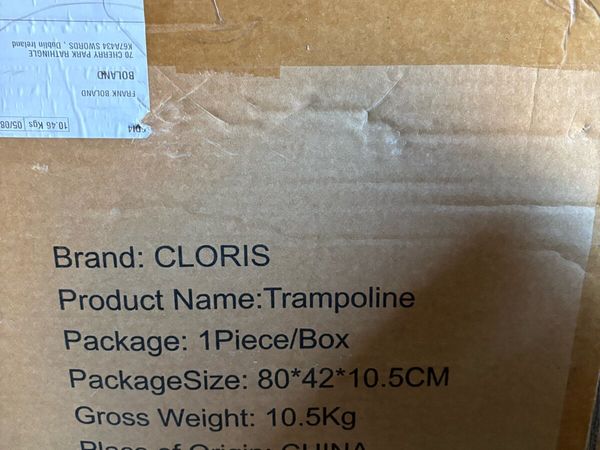 70 CHERRY PARK RATHINGLE
K67A434 SWORDS , Dublin Ireland
BOLAND
FRANK BOLAND
10.46 Kgs
05/08
Brand: CLORIS
Product Name:Trampoline
Package: 1Piece/Box
PackageSize: 80*42*10.5CM
Gross Weight: 10.5Kg
Place of Origin: CHINA